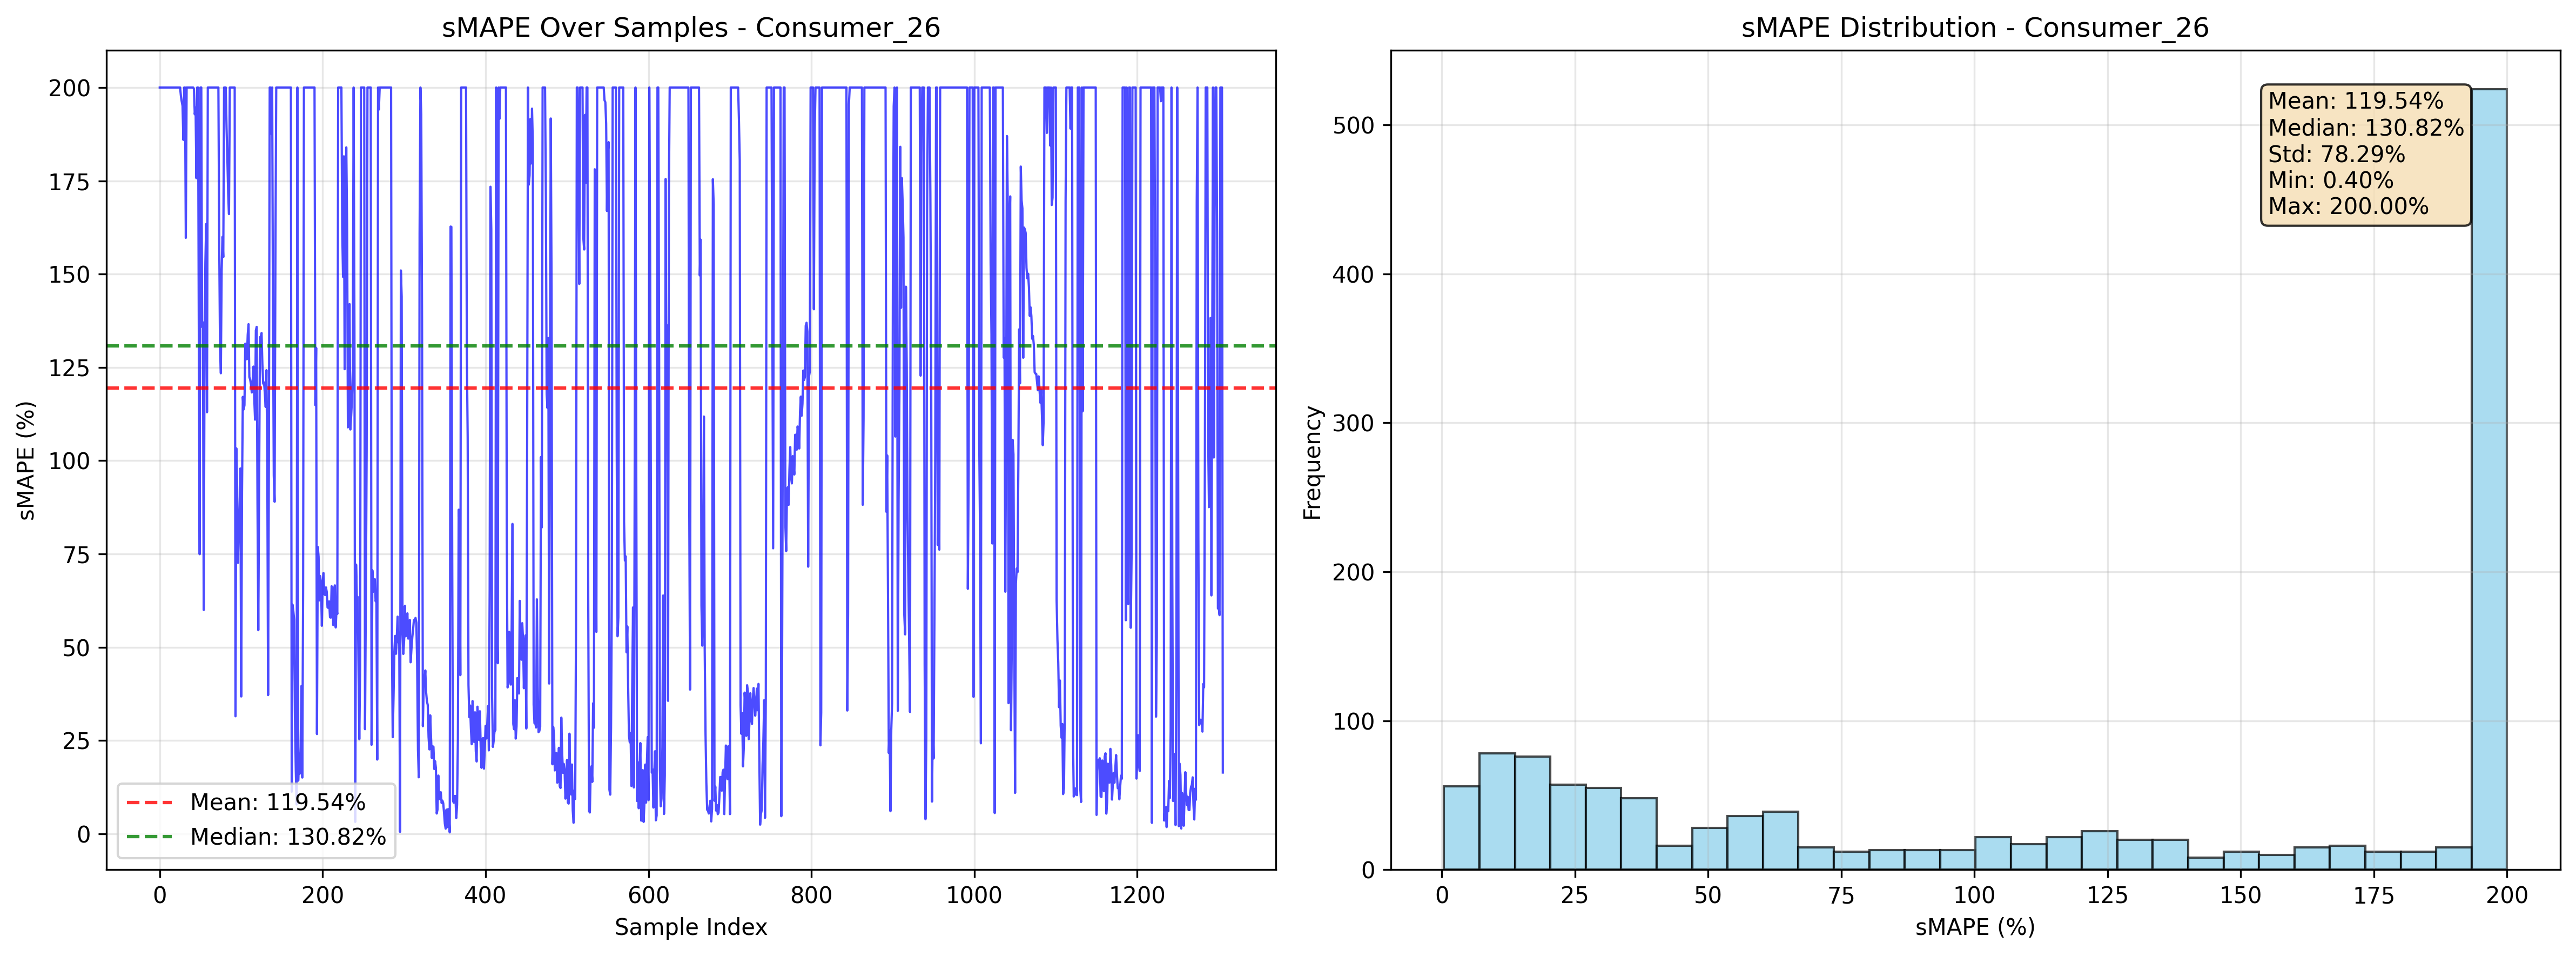 sMAPE Over Samples - Consumer_26
sMAPE (%)
200
175
150
125
100
75
50
25
0
Mean: 119.54%
Median: 130.82%
0
200
400
600
800
1000
1200
Sample Index
sMAPE Distribution - Consumer_26
Frequency
500
400
300
200
100
0
Mean: 119.54%
Median: 130.82%
Std: 78.29%
Min: 0.40%
Max: 200.00%
0
25
50
75
100
125
150
175
200
sMAPE (%)